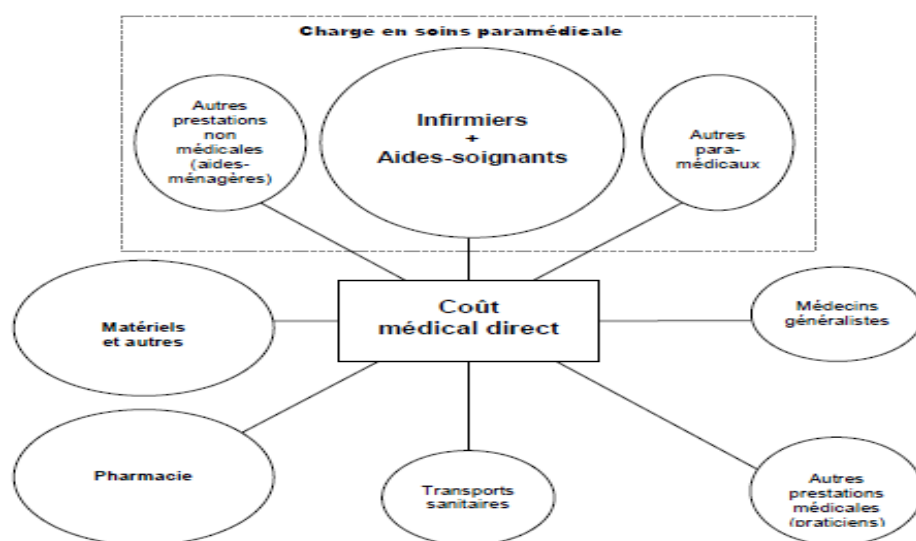 Charge en soins paramédicale
Autres
prestations
non
médicales
(aides-
ménagères)
Infirmiers
+
Aides-soignants
Autres
para-
médicaux
Coût
médical direct
Matériels
et autres
Médecins
généralistes
Pharmacie
Transports
sanitaires
Autres
prestations
médicales
(praticiens)